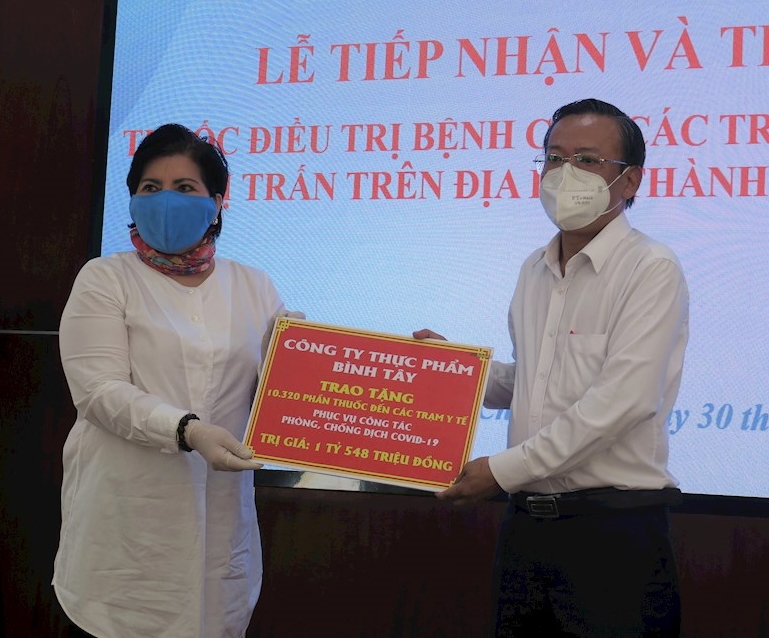 LỄ TIẾP NHẬN VÀ
ĐIỀU TRỊ BỆNH CÁC
TRẤN TRÊN ĐỊA THÀNH
30
CÔNG TY THỰC PHẨM
BÌNH TÂY
TRAO TẶNG
10.320 PHẦN THUỐC ĐẾN CÁC TRẠM Y TẾ
PHỤC VỤ CÔNG TÁC
PHÒNG, CHỐNG DỊCH COVID-19
TRỊ GIÁ: 1 TỶ 548 TRIỆU ĐỒNG